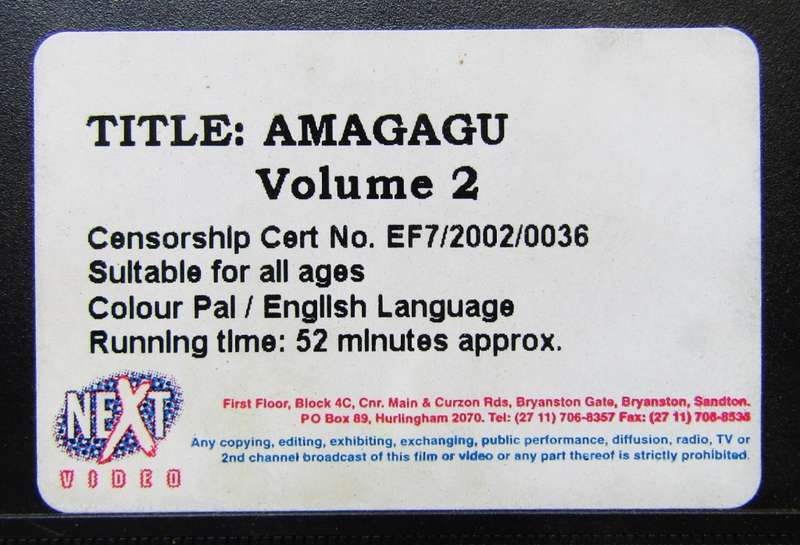 TITLE: AMAGAGU
Volume 2
Censorship Cert No. EF7/2002/0036
Suitable for all ages
Colour Pal / English Language
Running time: 52 minutes approx.
NEXT
VIDEO
First Floor, Block 4C, Cnr. Main & Curzon Rds, Bryanston Gate, Bryanston, Sandton.
PO Box 89, Hurlingham 2070. Tel: (27 11) 706-8357 Fax: (27 11) 706-8535
Any copying, editing, exhibiting, exchanging, public performance, diffusion, radio, TV or
2nd channel broadcast of this film or video or any part thereof is strictly prohibited.